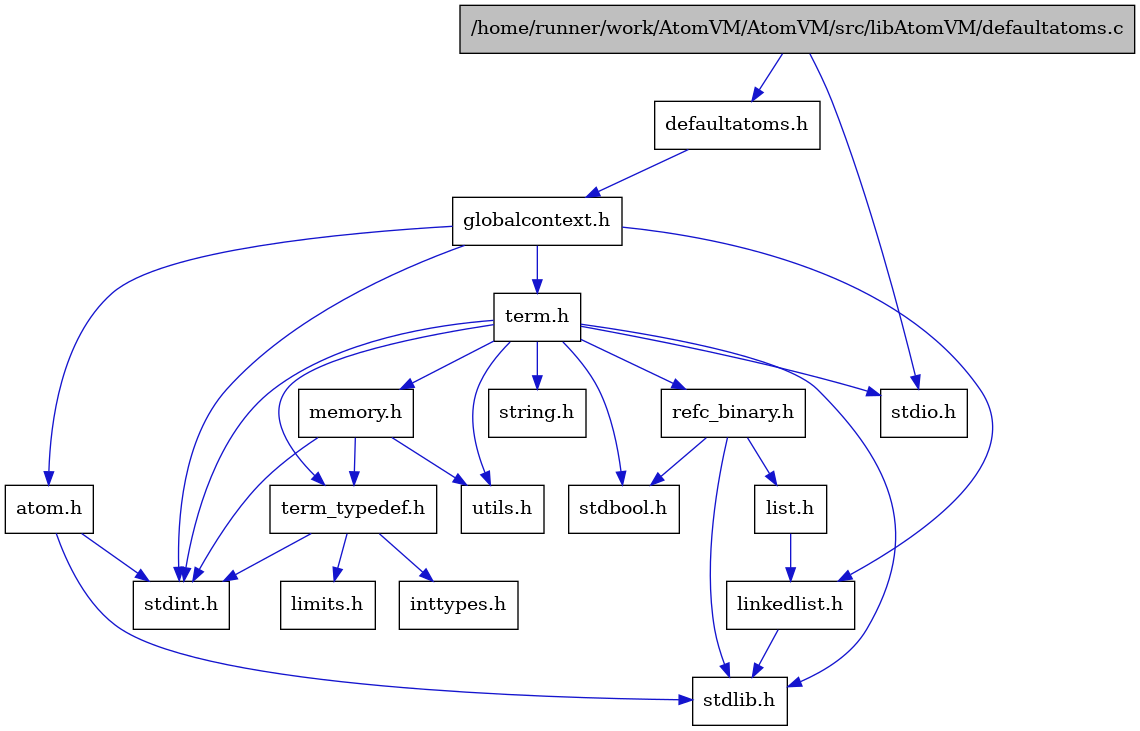 /home/runner/work/AtomVM/AtomVM/src/libAtomVM/defaultatoms.c
defaultatoms.h
globalcontext.h
term.h
memory.h
string.h
refc_binary.h
stdio.h
atom.h
term_typedef.h
utils.h
stdbool.h
list.h
stdint.h
limits.h
inttypes.h
linkedlist.h
stdlib.h